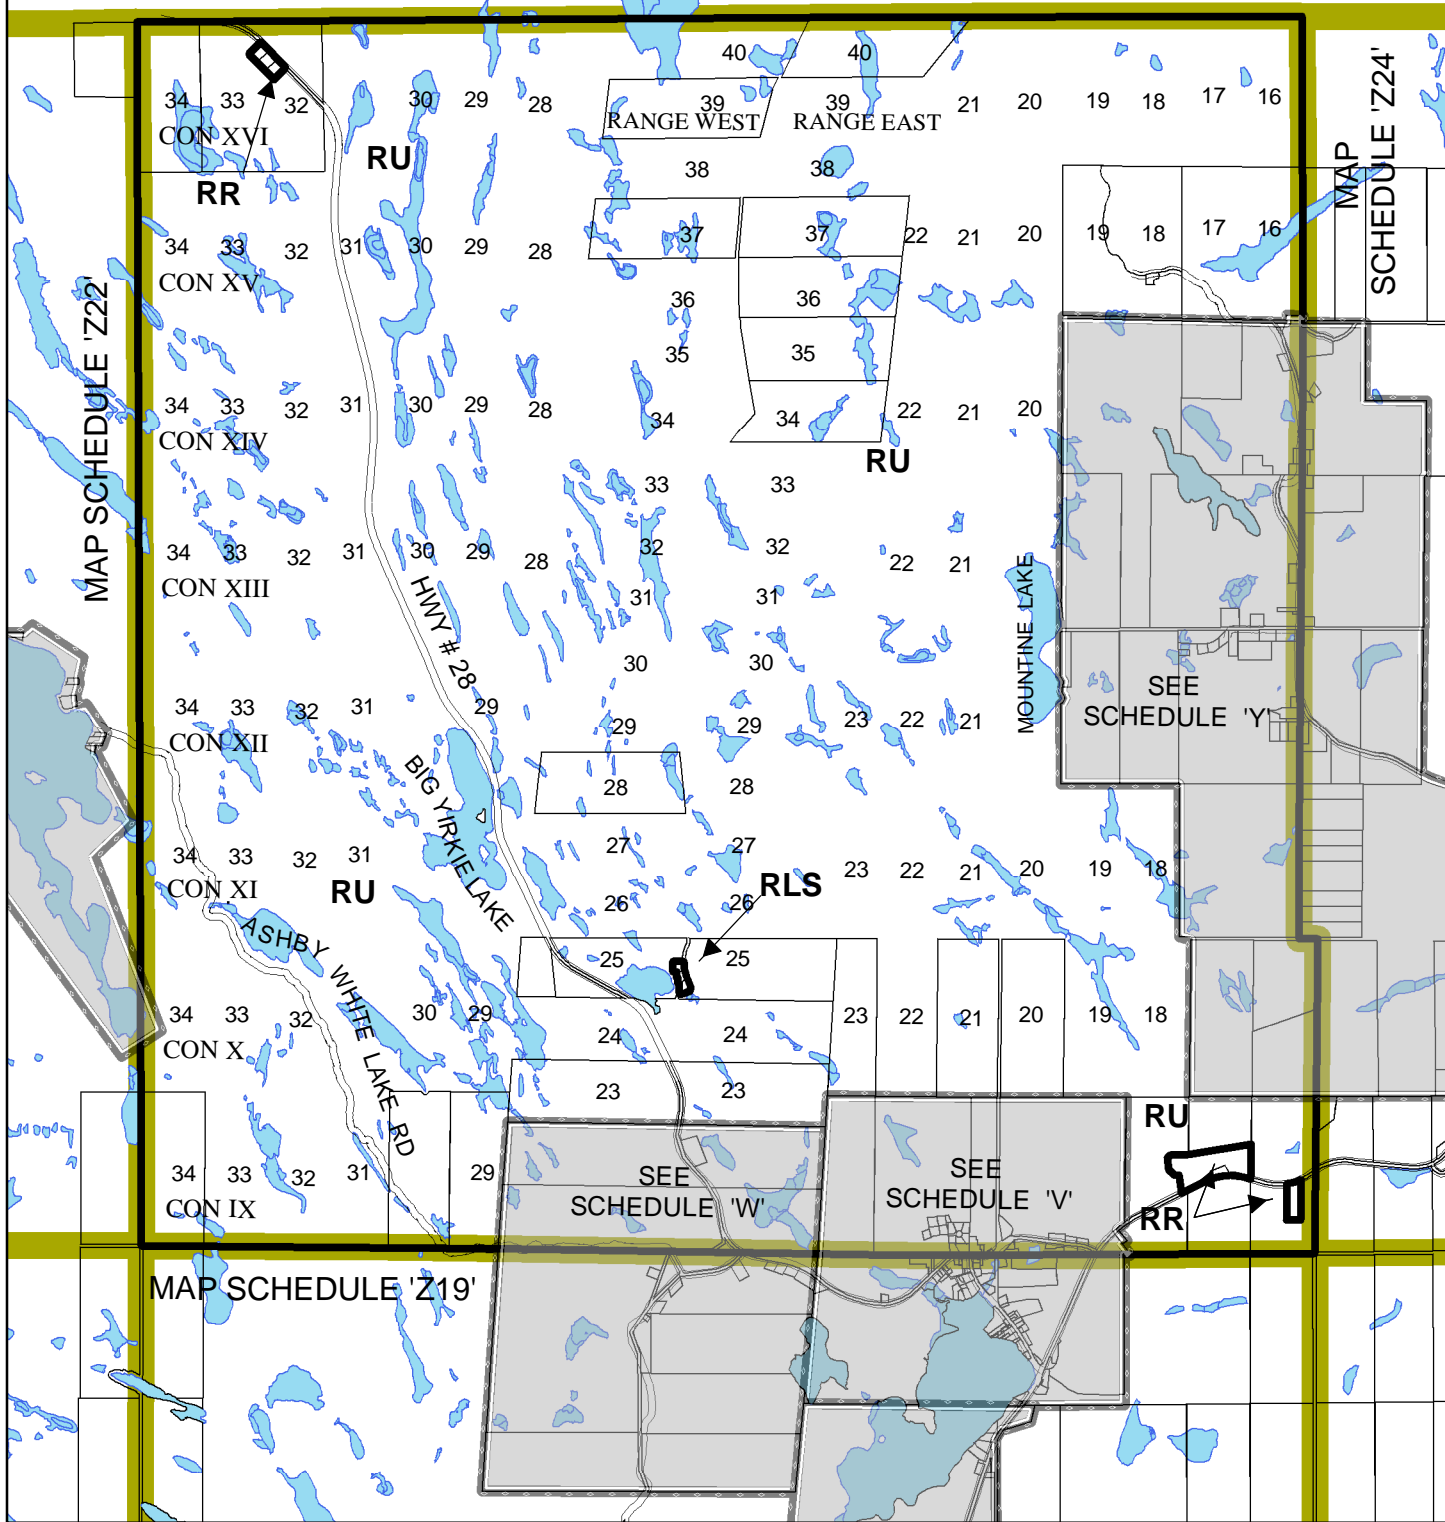 40 40
34 33 32 30 29 28 39 39 21 20 19 18 17 16
RANGE WEST RANGE EAST
CON XVI
RU
38 38
RR
34 33 32 31 30 29 28 37 37 22 21 20 19 18 17 16
CON XV
36 36
35 35
34 33 32 31 30 29 28 34 34 22 21 20
CON XIV
RU
33 33
34 33 32 31 30 29 28 32 32 22 21
CON XIII
31 31
30 30
HWY # 28
MOUNTINE LAKE
SEE
SCHEDULE 'Y'
34 33 32 31 29 29 29 23 22 21
CON XII
BIG YIRKIE LAKE
28 28
27 27
34 33 32 31 23 22 21 20 19 18
CON XI
RU
RLS
26 26
ASHBY WHITE LAKE RD
25 25
34 33 32 30 29 24 24 23 22 21 20 19 18
CON X
23 23
RU
34 33 32 31 29
CON IX
SEE
SCHEDULE 'W'
SEE
SCHEDULE 'V'
RR
MAP SCHEDULE 'Z22'
MAP
SCHEDULE 'Z24'
MAP SCHEDULE 'Z19'